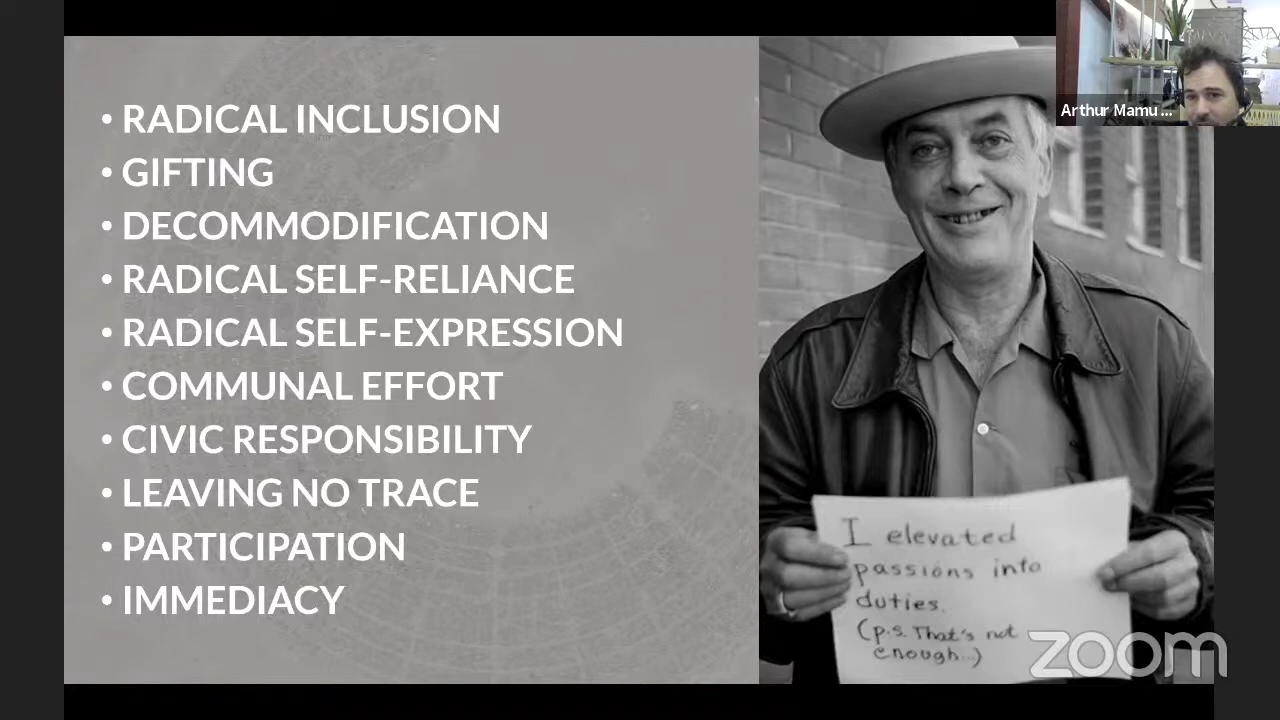 • RADICAL INCLUSION
• GIFTING
• DECOMMODIFICATION
• RADICAL SELF-RELIANCE
• RADICAL SELF-EXPRESSION
• COMMUNAL EFFORT
• CIVIC RESPONSIBILITY
• LEAVING NO TRACE
• PARTICIPATION
• IMMEDIACY
I elevated
passions into
duties.
(p.s. That's not
enough...)
Arthur Mamu ...
zoom